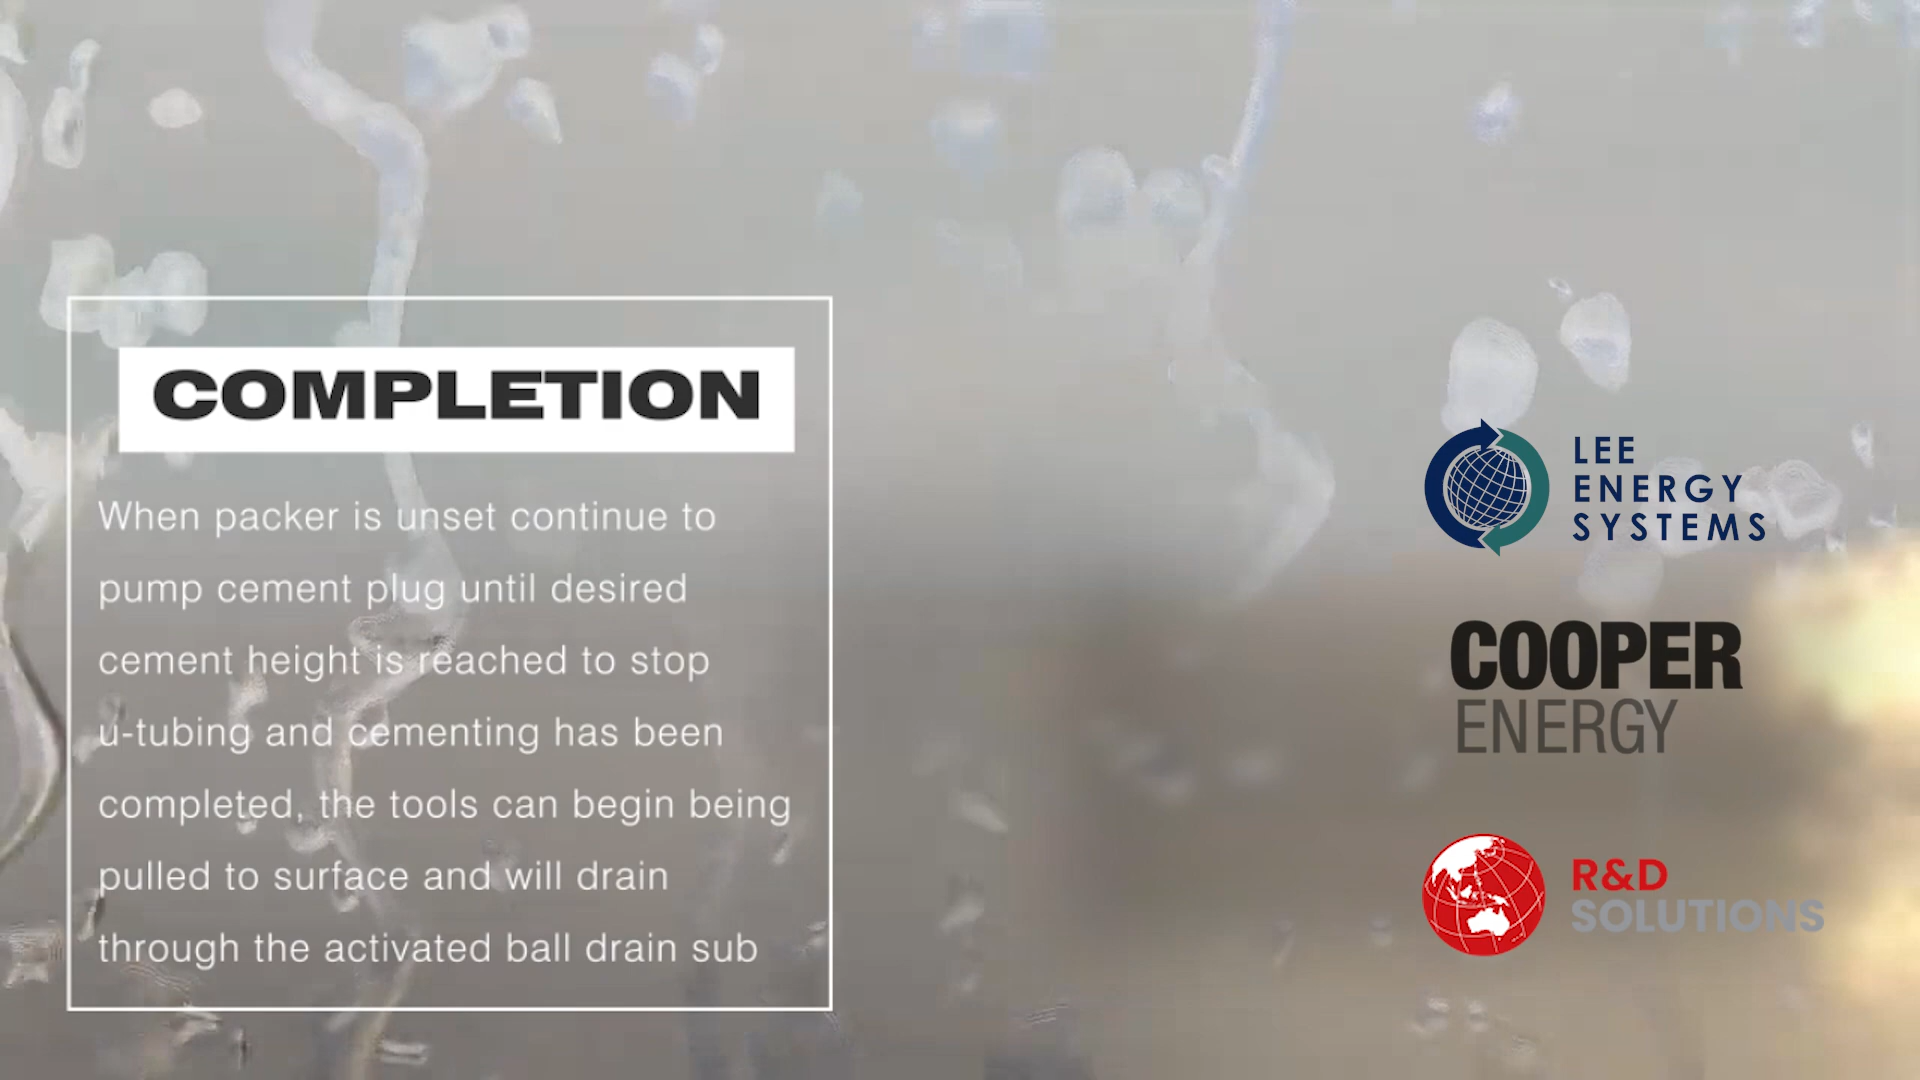 COMPLETION
When packer is unset continue to
pump cement plug until desired
cement height is reached to stop
u-tubing and cementing has been
completed, the tools can begin being
pulled to surface and will drain
through the activated ball drain sub
LEE
ENERGY
SYSTEMS
COOPER
ENERGY
R&D
SOLUTIONS